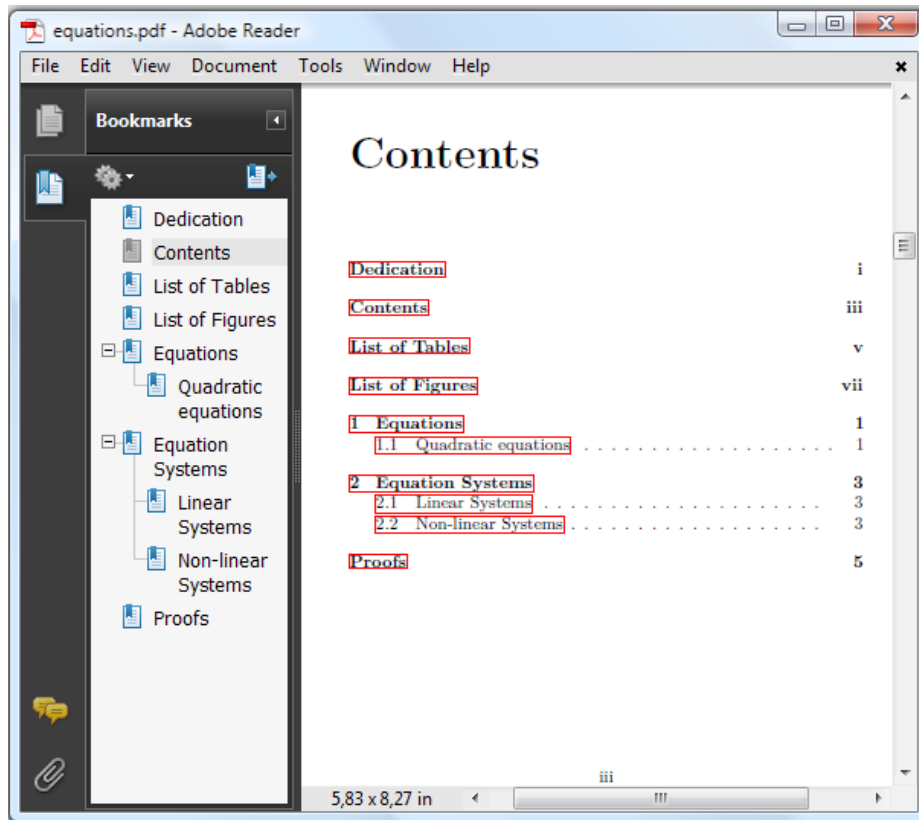 equations.pdf - Adobe Reader
File Edit View Document Tools Window Help
Bookmarks
Dedication
Contents
List of Tables
List of Figures
Equations
Quadratic
equations
Equation
Systems
Linear
Systems
Non-linear
Systems
Proofs
Contents
Dedication i
Contents iii
List of Tables v
List of Figures vii
1 Equations 1
1.1 Quadratic equations . . . . . . . . . . . . . . . . . . . 1
2 Equation Systems 3
2.1 Linear Systems . . . . . . . . . . . . . . . . . . . . . 3
2.2 Non-linear Systems . . . . . . . . . . . . . . . . . . . 3
Proofs 5
iii
5,83 x 8,27 in